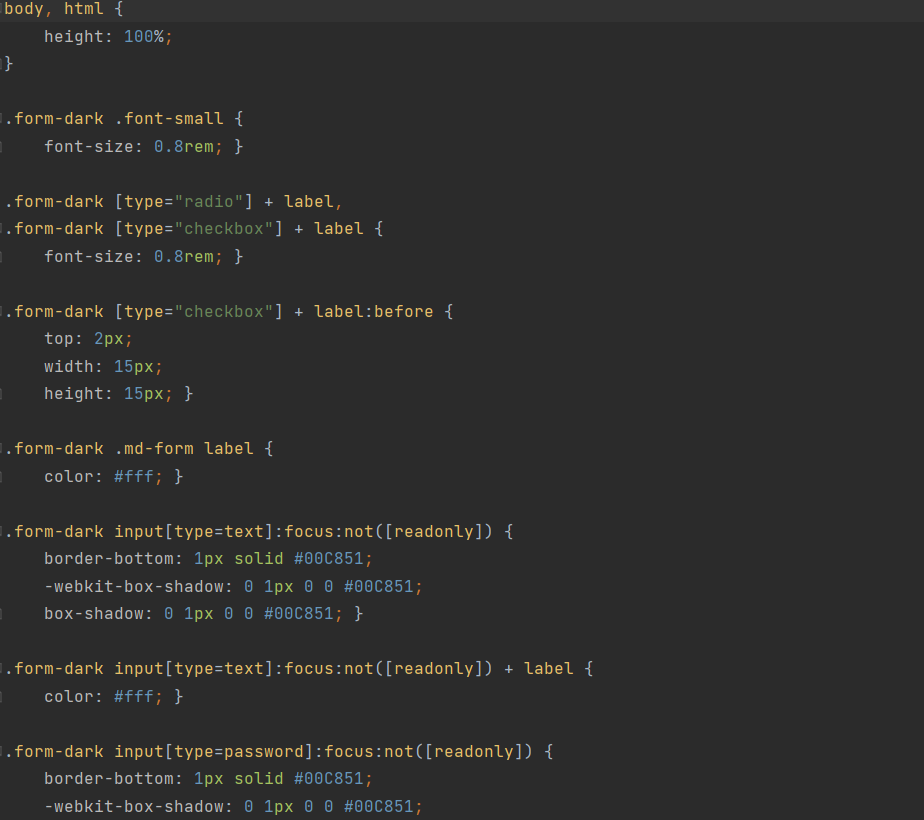 body, html {
    height: 100%;
}
.form-dark .font-small {
    font-size: 0.8rem; }
.form-dark [type="radio"] + label,
.form-dark [type="checkbox"] + label {
    font-size: 0.8rem; }
.form-dark [type="checkbox"] + label:before {
    top: 2px;
    width: 15px;
    height: 15px; }
.form-dark .md-form label {
    color: #fff; }
.form-dark input[type=text]:focus:not([readonly]) {
    border-bottom: 1px solid #00C851;
    -webkit-box-shadow: 0 1px 0 0 #00C851;
    box-shadow: 0 1px 0 0 #00C851; }
.form-dark input[type=text]:focus:not([readonly]) + label {
    color: #fff; }
.form-dark input[type=password]:focus:not([readonly]) {
    border-bottom: 1px solid #00C851;
    -webkit-box-shadow: 0 1px 0 0 #00C851;